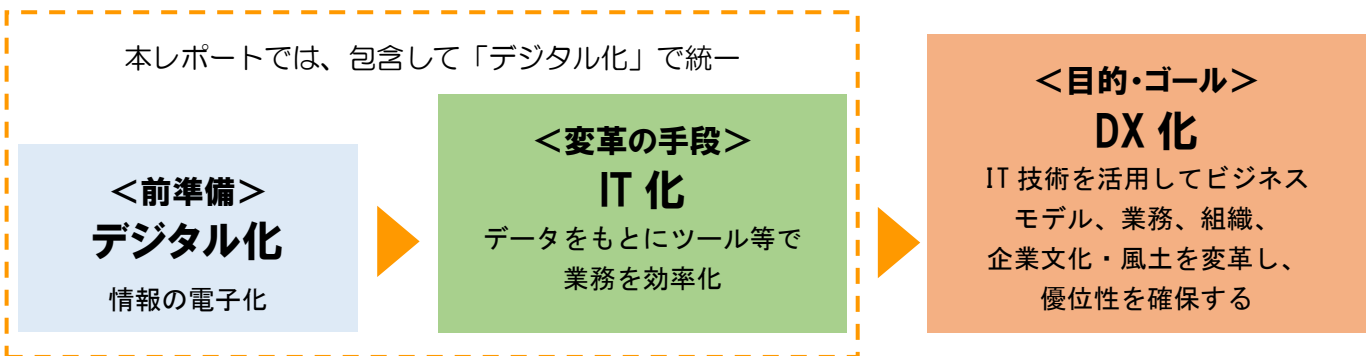 本レポートでは、包含して「デジタル化」で統一
＜前準備＞
デジタル化
情報の電子化
＜変革の手段＞
IT 化
データをもとにツール等で
業務を効率化
＜目的・ゴール＞
DX 化
IT 技術を活用してビジネス
モデル、業務、組織、
企業文化・風土を変革し、
優位性を確保する